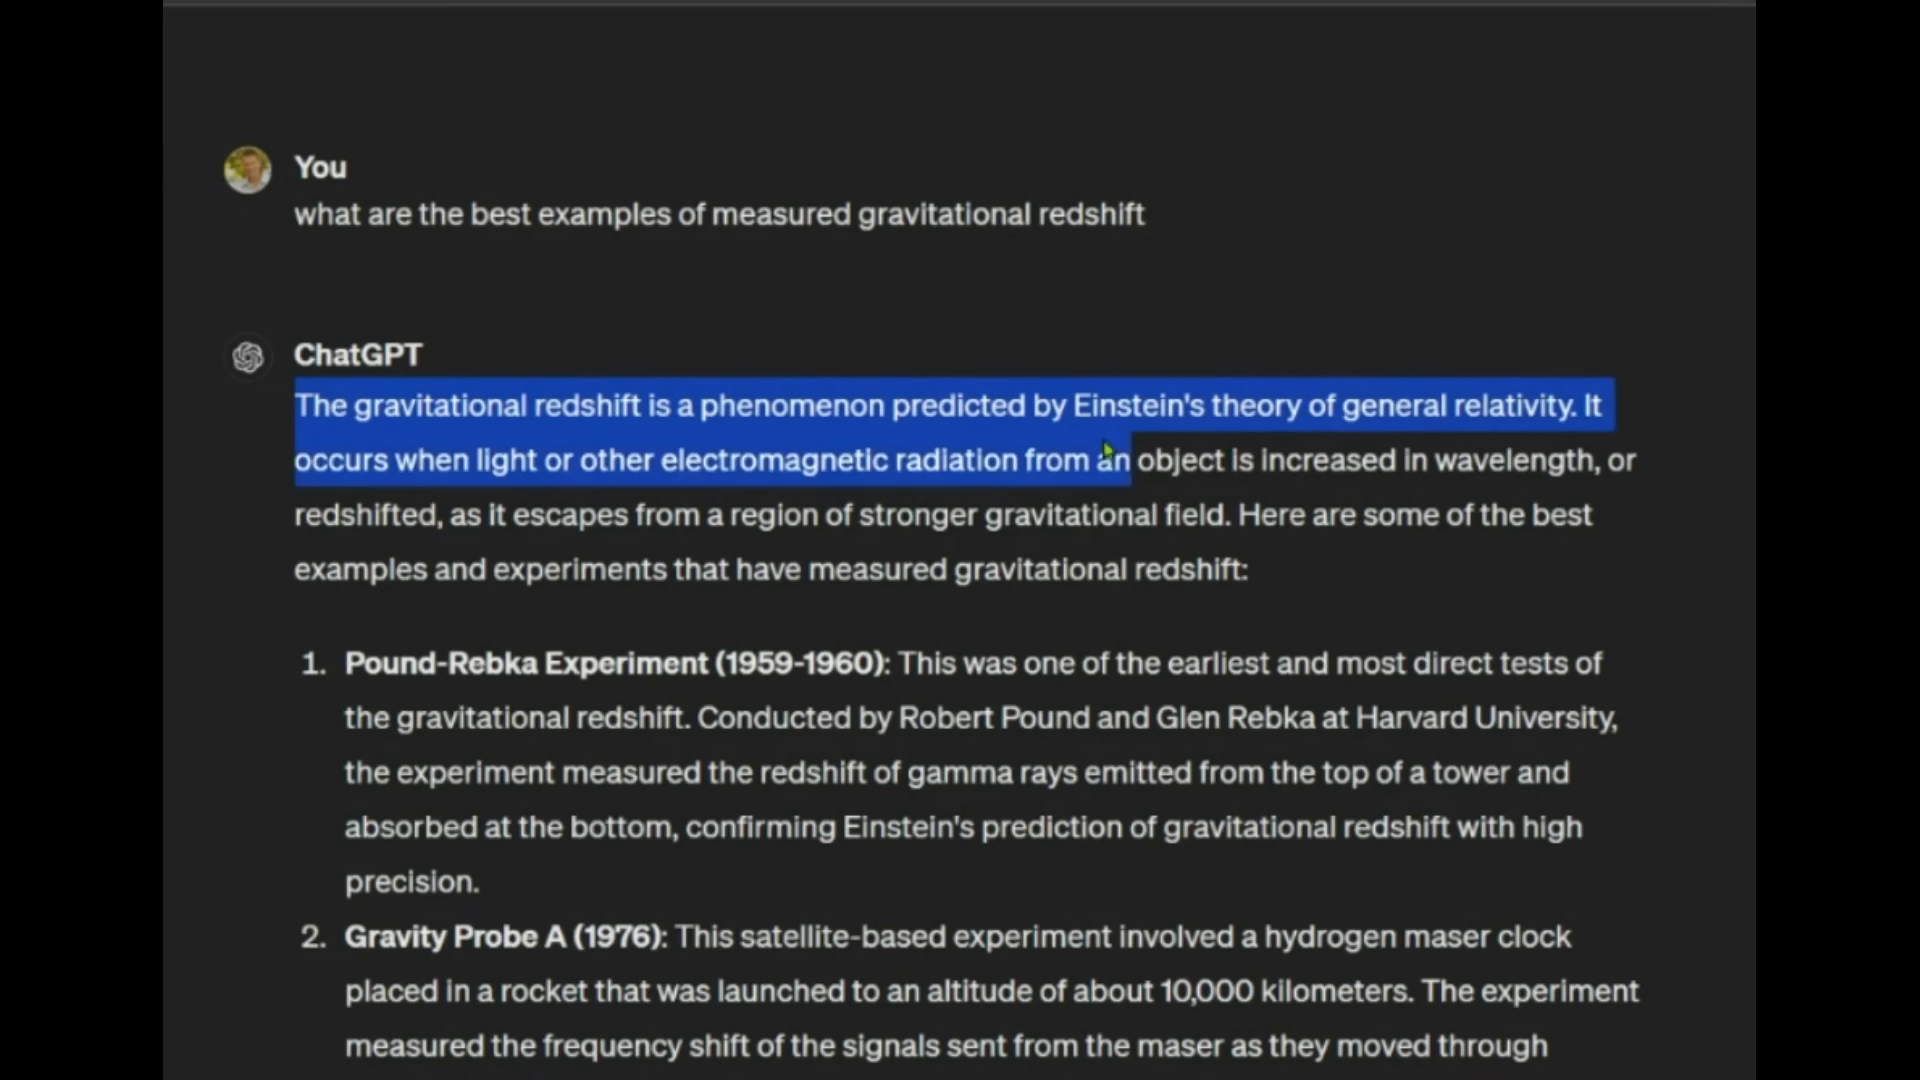 You
what are the best examples of measured gravitational redshift
ChatGPT
The gravitational redshift is a phenomenon predicted by Einstein's theory of general relativity. It
occurs when light or other electromagnetic radiation from an object is increased in wavelength, or
redshifted, as it escapes from a region of stronger gravitational field. Here are some of the best
examples and experiments that have measured gravitational redshift:
1. Pound-Rebka Experiment (1959-1960): This was one of the earliest and most direct tests of
the gravitational redshift. Conducted by Robert Pound and Glen Rebka at Harvard University,
the experiment measured the redshift of gamma rays emitted from the top of a tower and
absorbed at the bottom, confirming Einstein's prediction of gravitational redshift with high
precision.
2. Gravity Probe A (1976): This satellite-based experiment involved a hydrogen maser clock
placed in a rocket that was launched to an altitude of about 10,000 kilometers. The experiment
measured the frequency shift of the signals sent from the maser as they moved through